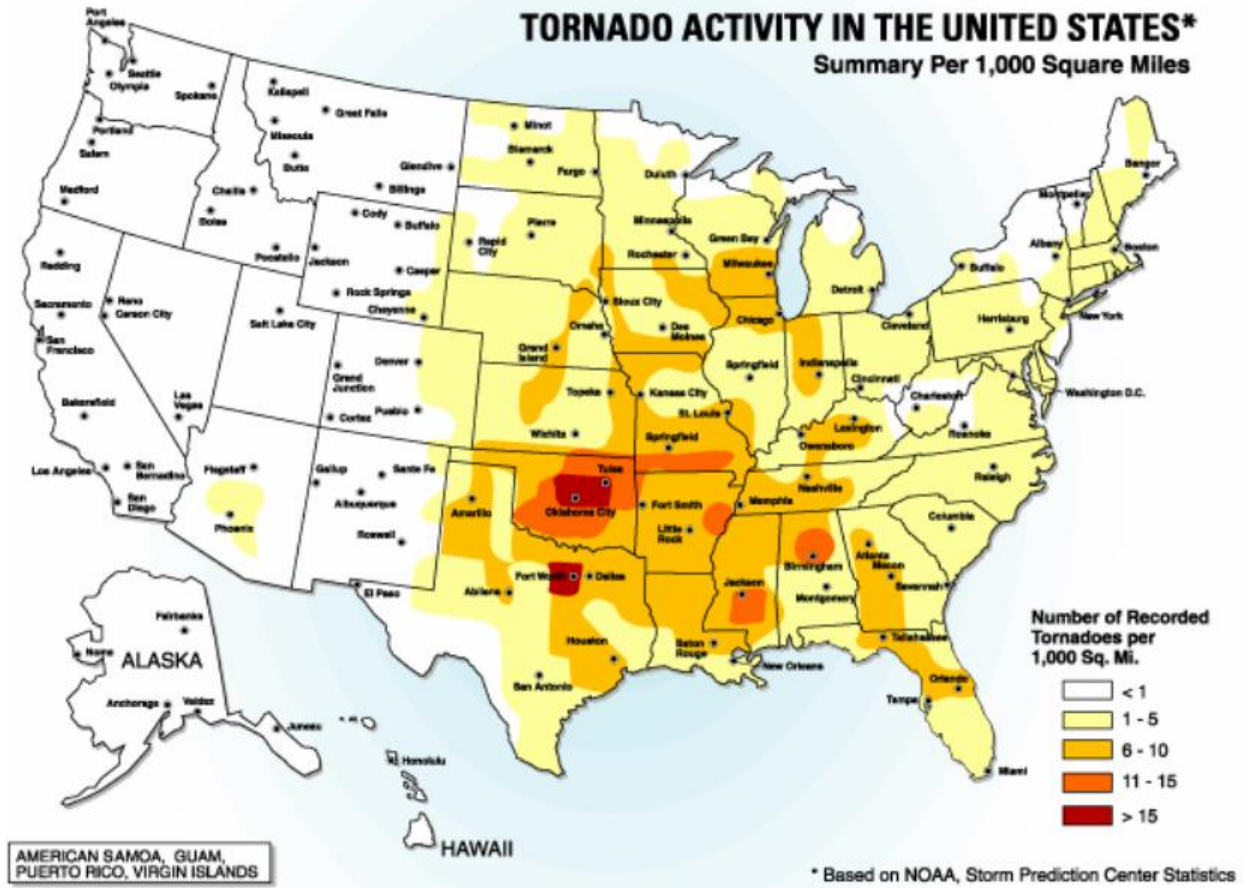 TORNADO ACTIVITY IN THE UNITED STATES*
Summary Per 1,000 Square Miles
Port
Angeles
Seattle
Olympia
Spokane
Portland
Salem
Medford
Kalispell
Great Falls
Missoula
Butte
Glendive
Billings
Challis
Boise
Pocatello
Cody
Buffalo
Jackson
Casper
Rock Springs
Cheyenne
Minot
Bismarck
Fargo
Pierre
Rapid
City
Duluth
Minneapolis
Rochester
Green Bay
Milwaukee
Detroit
Bangor
Montpelier
Albany
Boston
Buffalo
New York
Harrisburg
Cleveland
Washington D.C.
Redding
Sacramento
San
Francisco
Reno
Carson City
Salt Lake City
Las
Vegas
Bakersfield
Los Angeles
San
Bernardino
San
Diego
Denver
Grand
Junction
Cortez
Pueblo
Sioux City
Omaha
Des
Moines
Grand
Island
Chicago
Springfield
Indianapolis
Cincinnati
Charleston
Roanoke
Topeka
Kansas City
St. Louis
Wichita
Springfield
Lexington
Owensboro
Nashville
Raleigh
Columbia
Flagstaff
Phoenix
Gallup
Santa Fe
Albuquerque
Roswell
El Paso
Amarillo
Tulsa
Oklahoma City
Fort Smith
Little
Rock
Memphis
Birmingham
Atlanta
Macon
Savannah
Fort Worth
Dallas
Abilene
Jackson
Montgomery
Houston
San Antonio
Baton
Rouge
New Orleans
Tallahassee
Orlando
Tampa
Miami
Fairbanks
Nome
ALASKA
Anchorage
Valdez
Juneau
Honolulu
HAWAII
Number of Recorded
Tornadoes per
1,000 Sq. Mi.
< 1
1 - 5
6 - 10
11 - 15
> 15
AMERICAN SAMOA, GUAM,
PUERTO RICO, VIRGIN ISLANDS
* Based on NOAA, Storm Prediction Center Statistics